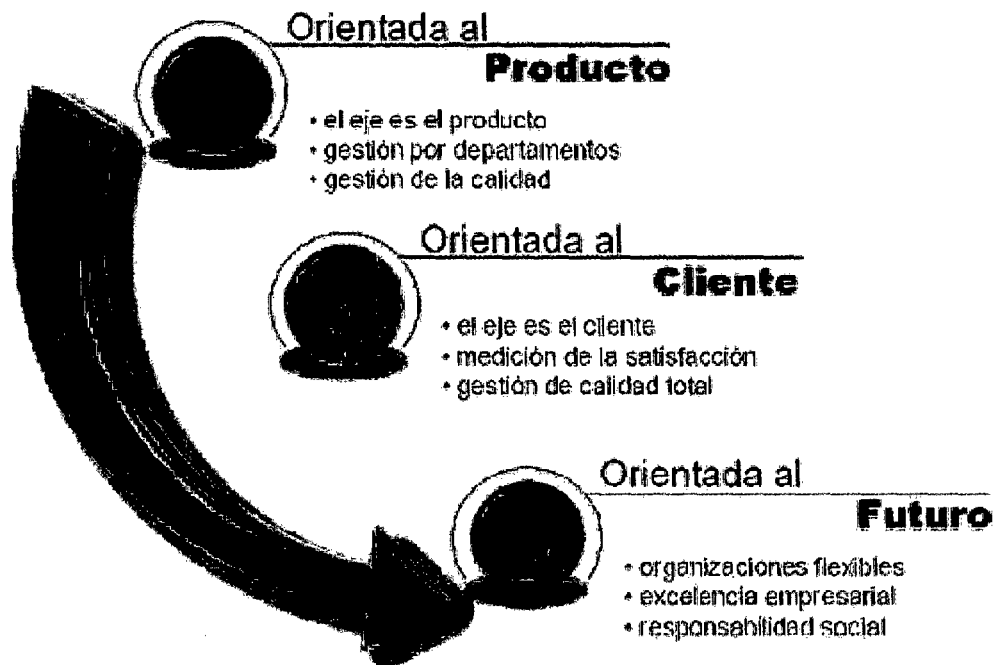 Orientada al
Producto
• el eje es el producto
• gestión por departamentos
• gestión de la calidad
Orientada al
Cliente
• el eje es el cliente
• medición de la satisfacción
• gestión de calidad total
Orientada al
Futuro
• organizaciones flexibles
• excelencia empresarial
• responsabilidad social